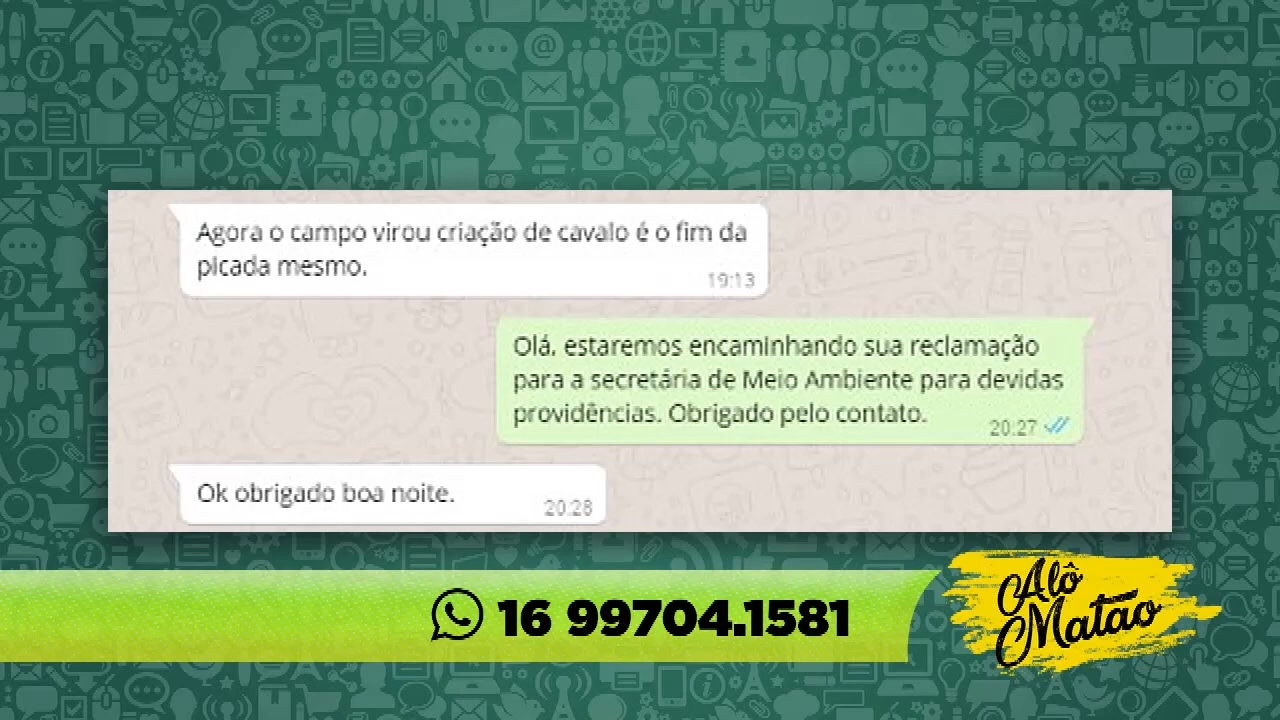 Agora o campo virou criação de cavalo é o fim da
picada mesmo.
19:13
Olá, estaremos encaminhando sua reclamação
para a secretária de Meio Ambiente para devidas
providências. Obrigado pelo contato.
20:27
Ok obrigado boa noite.
20:28
16 99704.1581
Alô
Matão